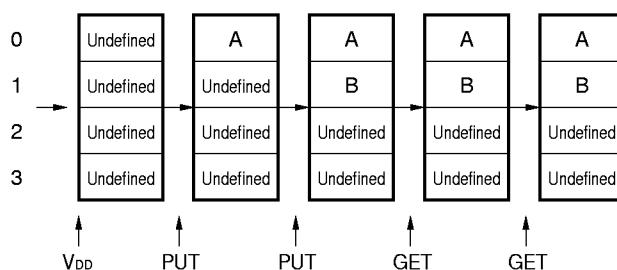 0 Undefined A A A A
1 Undefined Undefined B B B
2 Undefined Undefined Undefined Undefined Undefined
3 Undefined Undefined Undefined Undefined Undefined
VDD PUT PUT GET GET